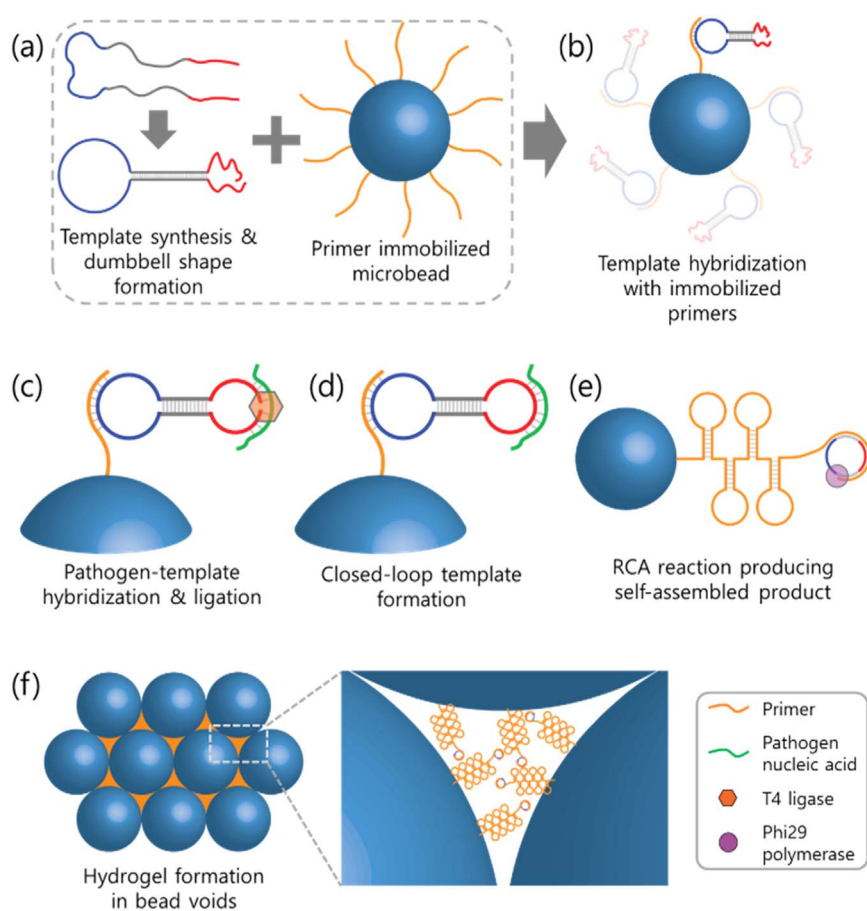 (a)
Template synthesis &
dumbbell shape
formation
Primer immobilized
microbead
(b)
Template hybridization
with immobilized
primers
(c)
Pathogen-template
hybridization & ligation
(d)
Closed-loop template
formation
(e)
RCA reaction producing
self-assembled product
(f)
Hydrogel formation
in bead voids
Primer
Pathogen
nucleic acid
T4 ligase
Phi29
polymerase